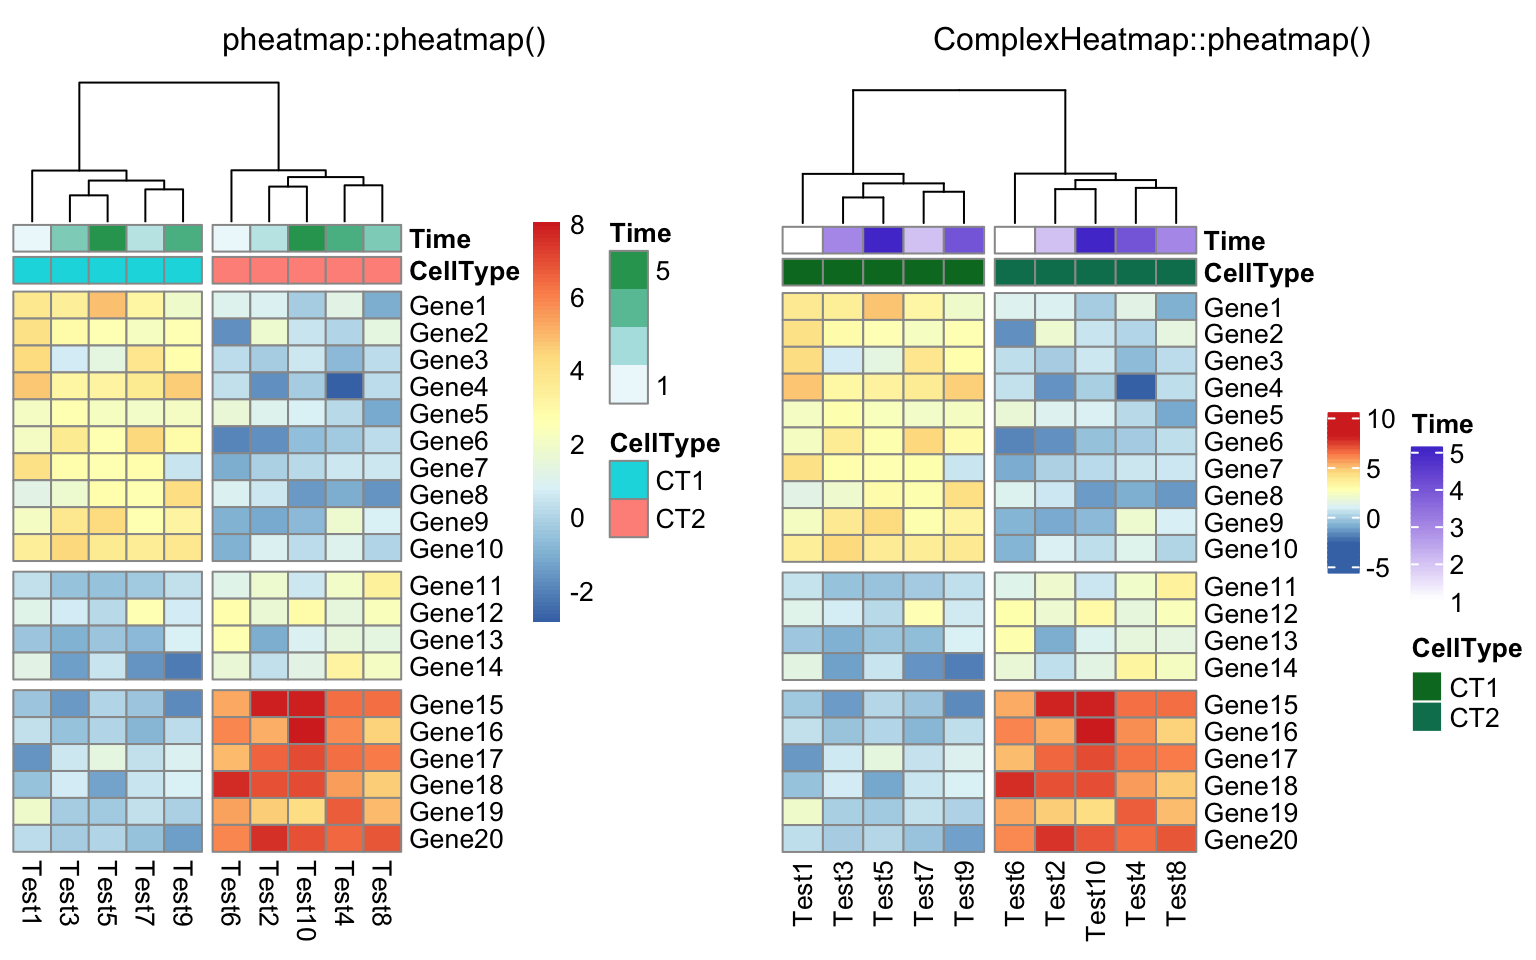 pheatmap::pheatmap()
Time
CellType
Gene1
Gene2
Gene3
Gene4
Gene5
Gene6
Gene7
Gene8
Gene9
Gene10
Gene11
Gene12
Gene13
Gene14
Gene15
Gene16
Gene17
Gene18
Gene19
Gene20
Test1
Test3
Test5
Test7
Test9
Test6
Test2
Test10
Test4
Test8
8
6
4
2
0
-2
Time
5
1
CellType
CT1
CT2
ComplexHeatmap::pheatmap()
Time
CellType
Gene1
Gene2
Gene3
Gene4
Gene5
Gene6
Gene7
Gene8
Gene9
Gene10
Gene11
Gene12
Gene13
Gene14
Gene15
Gene16
Gene17
Gene18
Gene19
Gene20
Test1
Test3
Test5
Test7
Test9
Test6
Test2
Test10
Test4
Test8
10
5
0
-5
Time
5
4
3
2
1
CellType
CT1
CT2